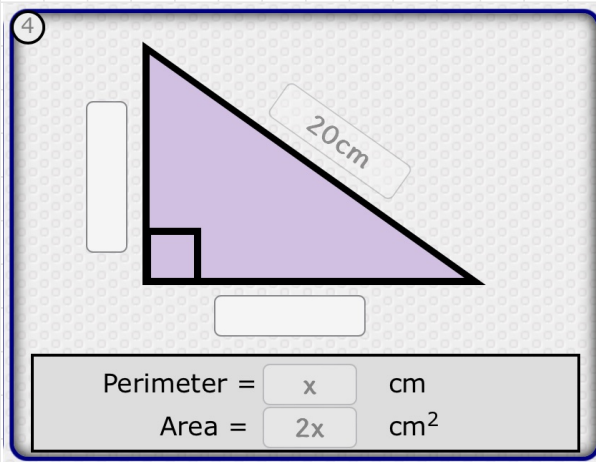 4
20cm
Perimeter = x cm
Area = 2x cm²